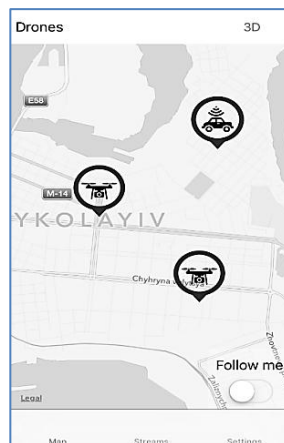 Drones 3D
E58
M-14
YKOLAYIV
Chyhryna
Follow me
Legal
Map Streams Settings